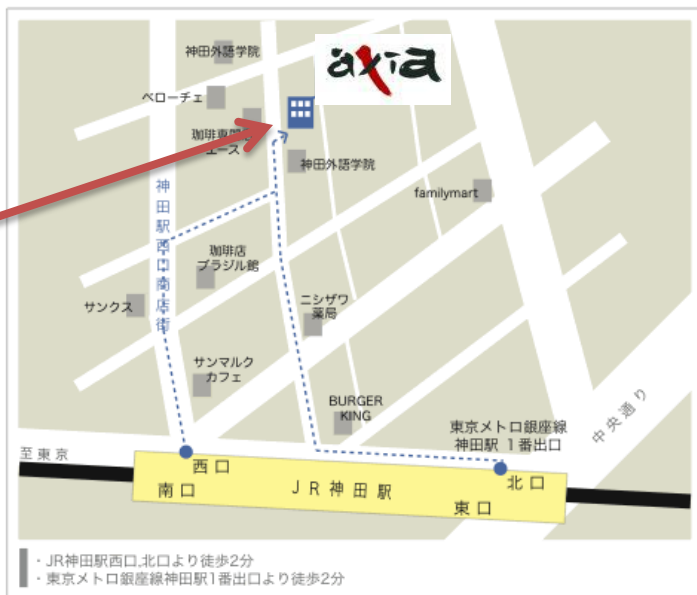 神田外語学院
axia
ベローチェ
珈琲専門店
エース
神田外語学院
familymart
神田駅西口商店街
珈琲店
ブラジル館
サンクス
ニシザワ
薬局
サンマルク
カフェ
BURGER
KING
中央通り
東京メトロ銀座線
神田駅 1番出口
至東京
西口
南口
JR神田駅
北口
東口
・JR神田駅西口,北口より徒歩2分
・東京メトロ銀座線神田駅1番出口より徒歩2分